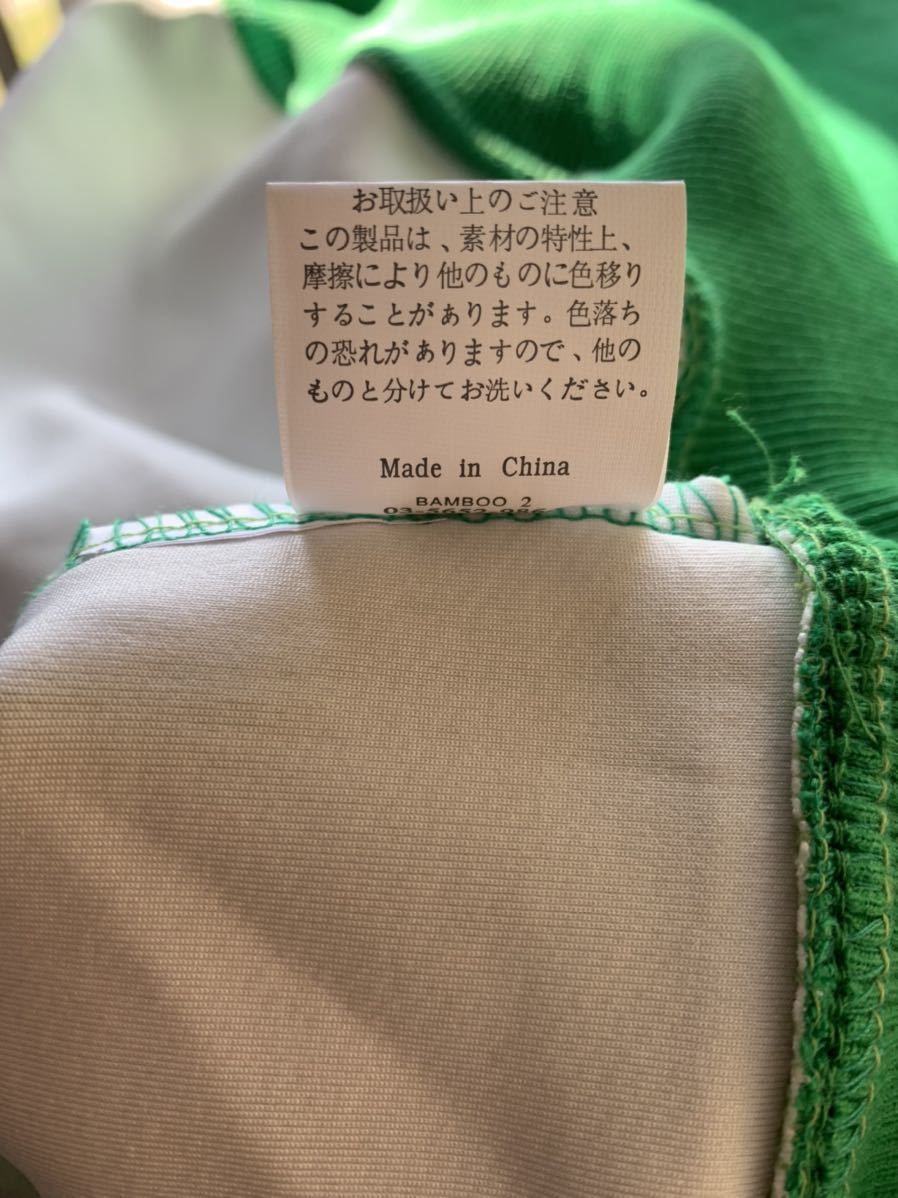 お取扱い上のご注意
この製品は、素材の特性上、
摩擦により他のものに色移り
することがあります。色落ち
の恐れがありますので、他の
ものと分けてお洗いください。
Made in China
BAMBOO 2